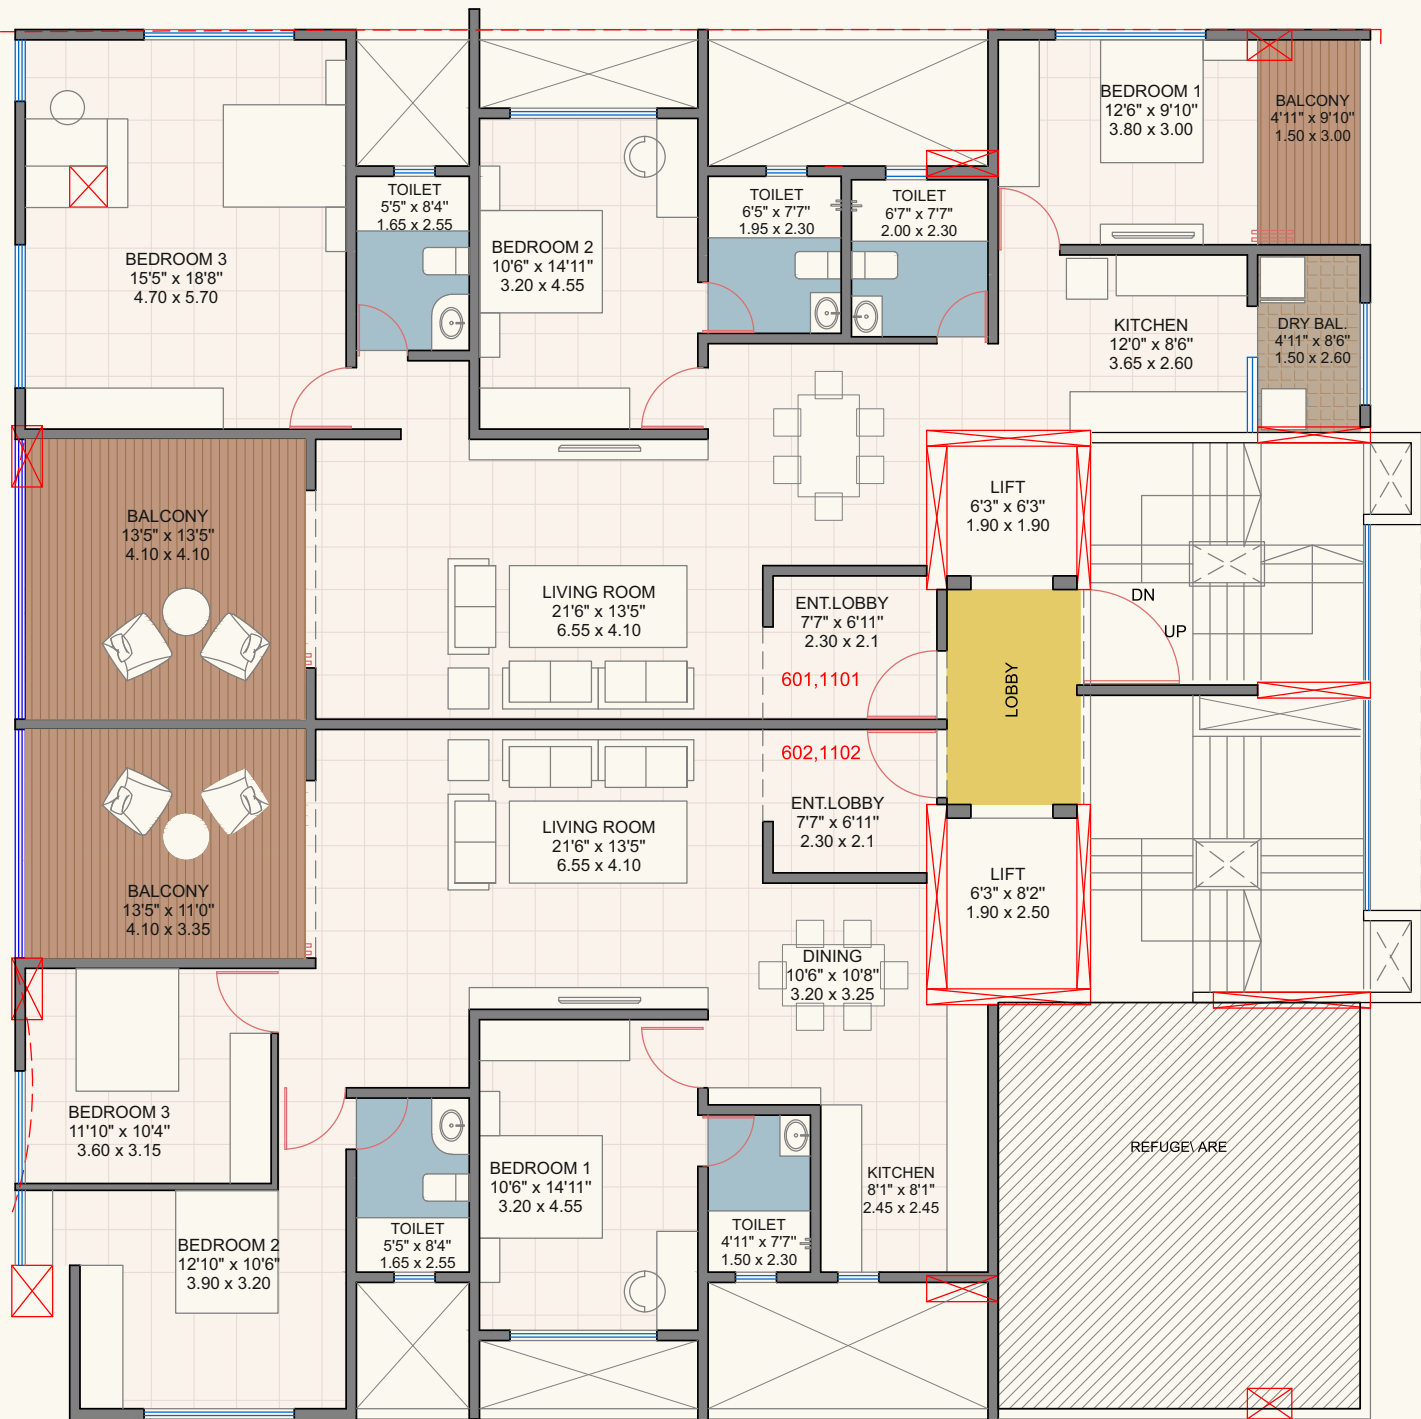 BEDROOM 1
12'6" x 9'10"
3.80 x 3.00
BALCONY
4'11" x 9'10"
1.50 x 3.00
TOILET
5'5" x 8'4"
1.65 x 2.55
TOILET
6'5" x 7'7"
1.95 x 2.30
TOILET
6'7" x 7'7"
2.00 x 2.30
BEDROOM 3
15'5" x 18'8"
4.70 x 5.70
BEDROOM 2
10'6" x 14'11"
3.20 x 4.55
KITCHEN
12'0" x 8'6"
3.65 x 2.60
DRY BAL.
4'11" x 8'6"
1.50 x 2.60
BALCONY
13'5" x 13'5"
4.10 x 4.10
LIFT
6'3" x 6'3"
1.90 x 1.90
LIVING ROOM
21'6" x 13'5"
6.55 x 4.10
ENT.LOBBY
7'7" x 6'11"
2.30 x 2.1
DN
UP
601,1101
LOBBY
602,1102
ENT.LOBBY
7'7" x 6'11"
2.30 x 2.1
LIVING ROOM
21'6" x 13'5"
6.55 x 4.10
BALCONY
13'5" x 11'0"
4.10 x 3.35
LIFT
6'3" x 8'2"
1.90 x 2.50
DINING
10'6" x 10'8"
3.20 x 3.25
BEDROOM 3
11'10" x 10'4"
3.60 x 3.15
BEDROOM 1
10'6" x 14'11"
3.20 x 4.55
KITCHEN
8'1" x 8'1"
2.45 x 2.45
REFUGE\ ARE
TOILET
5'5" x 8'4"
1.65 x 2.55
TOILET
4'11" x 7'7"
1.50 x 2.30
BEDROOM 2
12'10" x 10'6"
3.90 x 3.20